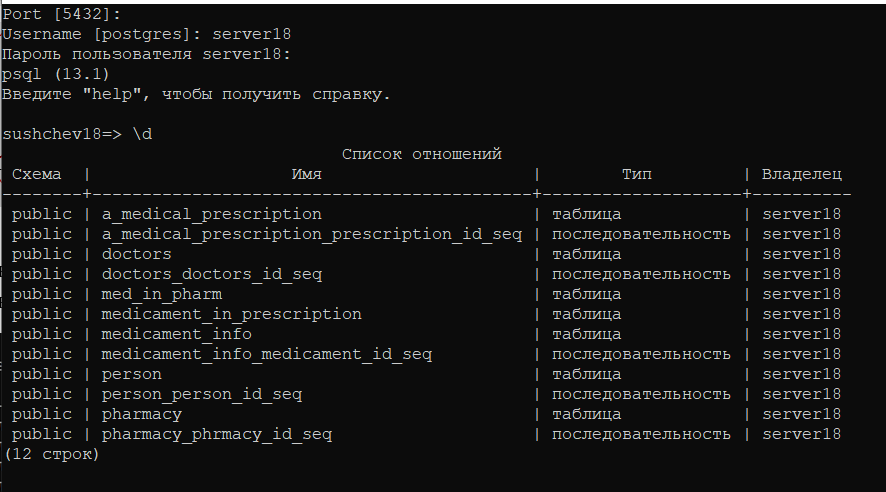 Port [5432]:
Username [postgres]: server18
Пароль пользователя server18:
psql (13.1)
Введите "help", чтобы получить справку.
sushchev18=> \d
Список отношений
Схема | Имя | Тип | Владелец
--------+--------------------------------------------+---------------------+----------
public | a_medical_prescription | таблица | server18
public | a_medical_prescription_prescription_id_seq | последовательность | server18
public | doctors | таблица | server18
public | doctors_doctors_id_seq | последовательность | server18
public | med_in_pharm | таблица | server18
public | medicament_in_prescription | таблица | server18
public | medicament_info | таблица | server18
public | medicament_info_medicament_id_seq | последовательность | server18
public | person | таблица | server18
public | person_person_id_seq | последовательность | server18
public | pharmacy | таблица | server18
public | pharmacy_phrmacy_id_seq | последовательность | server18
(12 строк)